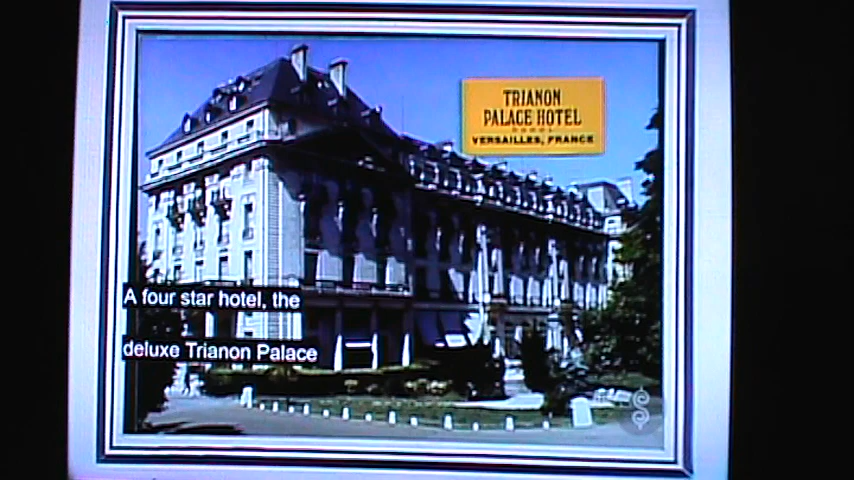 TRIANON
PALACE HOTEL
VERSAILLES, FRANCE
A four star hotel, the
deluxe Trianon Palace